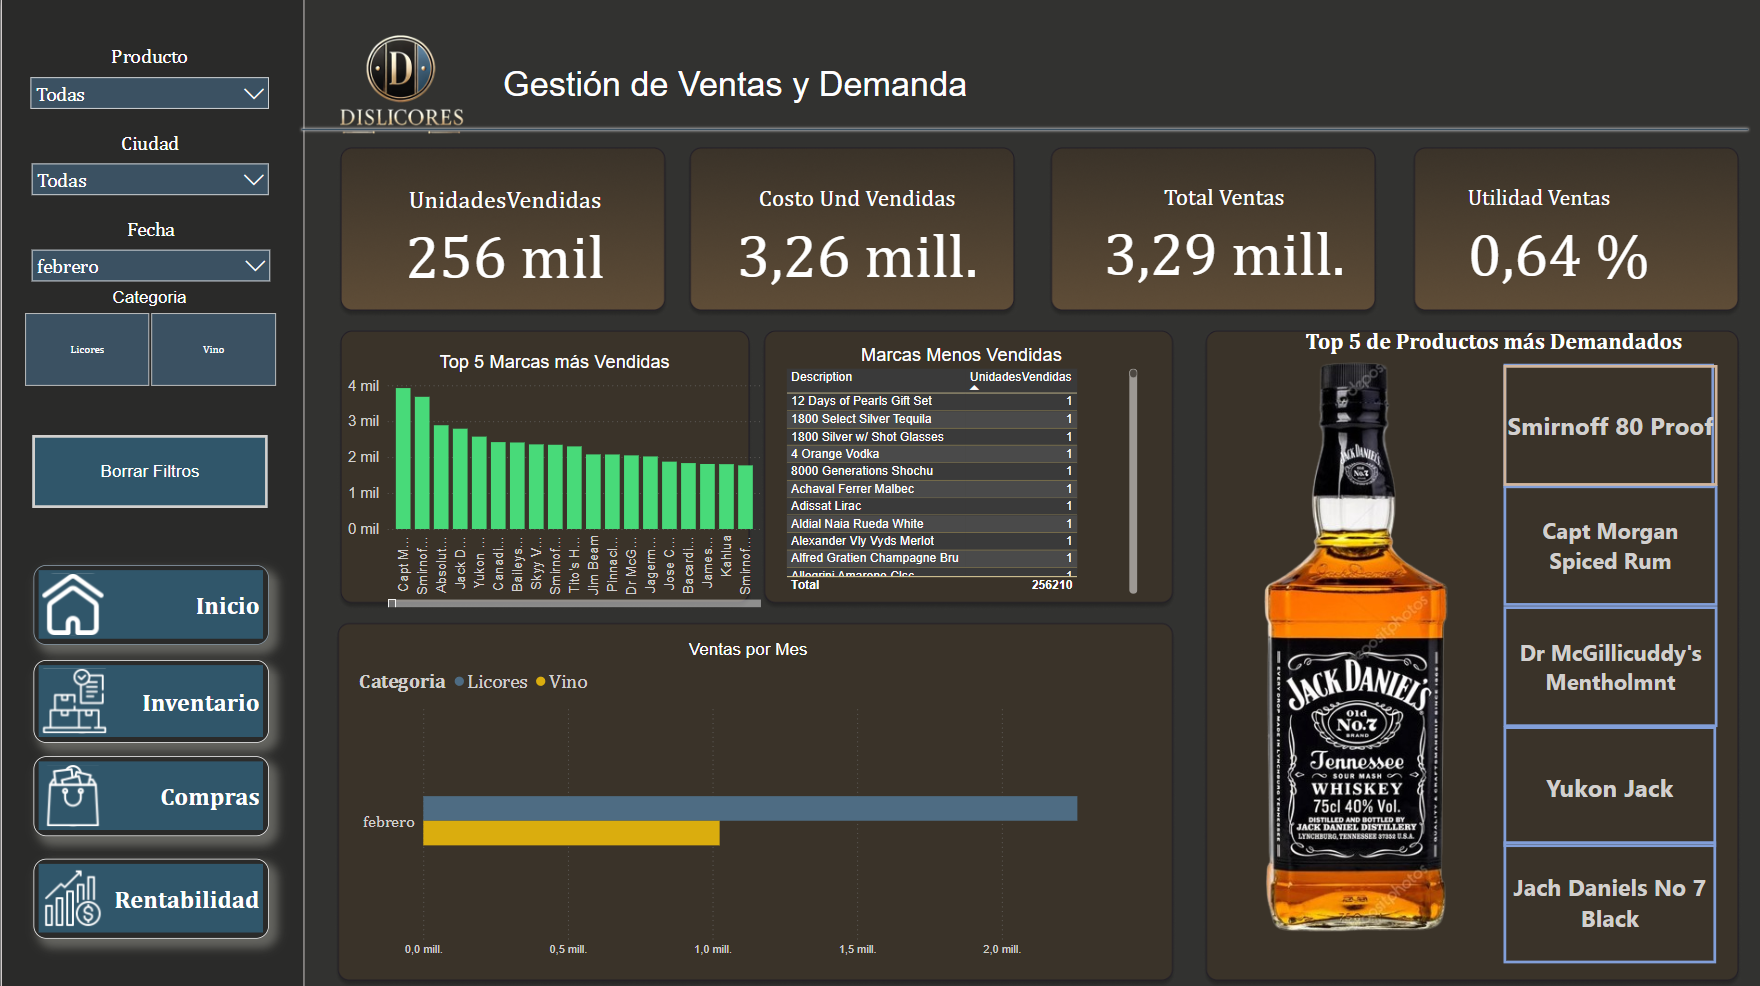 Producto
Todas
Ciudad
Todas
Fecha
febrero
Categoria
Licores
Vino
Borrar Filtros
Inicio
Inventario
Compras
Rentabilidad
D
DISLICORES
Gestión de Ventas y Demanda
UnidadesVendidas
256 mil
Costo Und Vendidas
3,26 mill.
Total Ventas
3,29 mill.
Utilidad Ventas
0,64 %
Top 5 Marcas más Vendidas
4 mil
3 mil
2 mil
1 mil
0 mil
Capt M...
Smirnof...
Absolut...
Jack D...
Yukon ...
Canadi...
Baileys...
Skyy V...
Smirnof...
Tito's H...
Jim Beam
Pinnacl...
Dr McG...
Jagerm...
Jose C...
Bacardi...
James...
Kahlua
Smirnof...
Marcas Menos Vendidas
Description UnidadesVendidas
12 Days of Pearls Gift Set 1
1800 Select Silver Tequila 1
1800 Silver w/ Shot Glasses 1
4 Orange Vodka 1
8000 Generations Shochu 1
Achaval Ferrer Malbec 1
Adissat Lirac 1
Aldial Naia Rueda White 1
Alexander Vly Vyds Merlot 1
Alfred Gratien Champagne Bru 1
Allegrini Amarone Clsc 1
Total 256210
Ventas por Mes
Categoria Licores Vino
febrero
0,0 mill.
0,5 mill.
1,0 mill.
1,5 mill.
2,0 mill.
Top 5 de Productos más Demandados
JACK DANIEL'S
Old
No.7
JACK DANIEL'S
Old
No.7
BRAND
Tennessee
SOUR MASH
WHISKEY
75cl 40% Vol.
DISTILLED AND BOTTLED BY
JACK DANIEL DISTILLERY
LYNCHBURG, TENNESSEE 37352 U.S.A.
depositphotos
Smirnoff 80 Proof
Capt Morgan
Spiced Rum
Dr McGillicuddy's
Mentholmnt
Yukon Jack
Jach Daniels No 7
Black